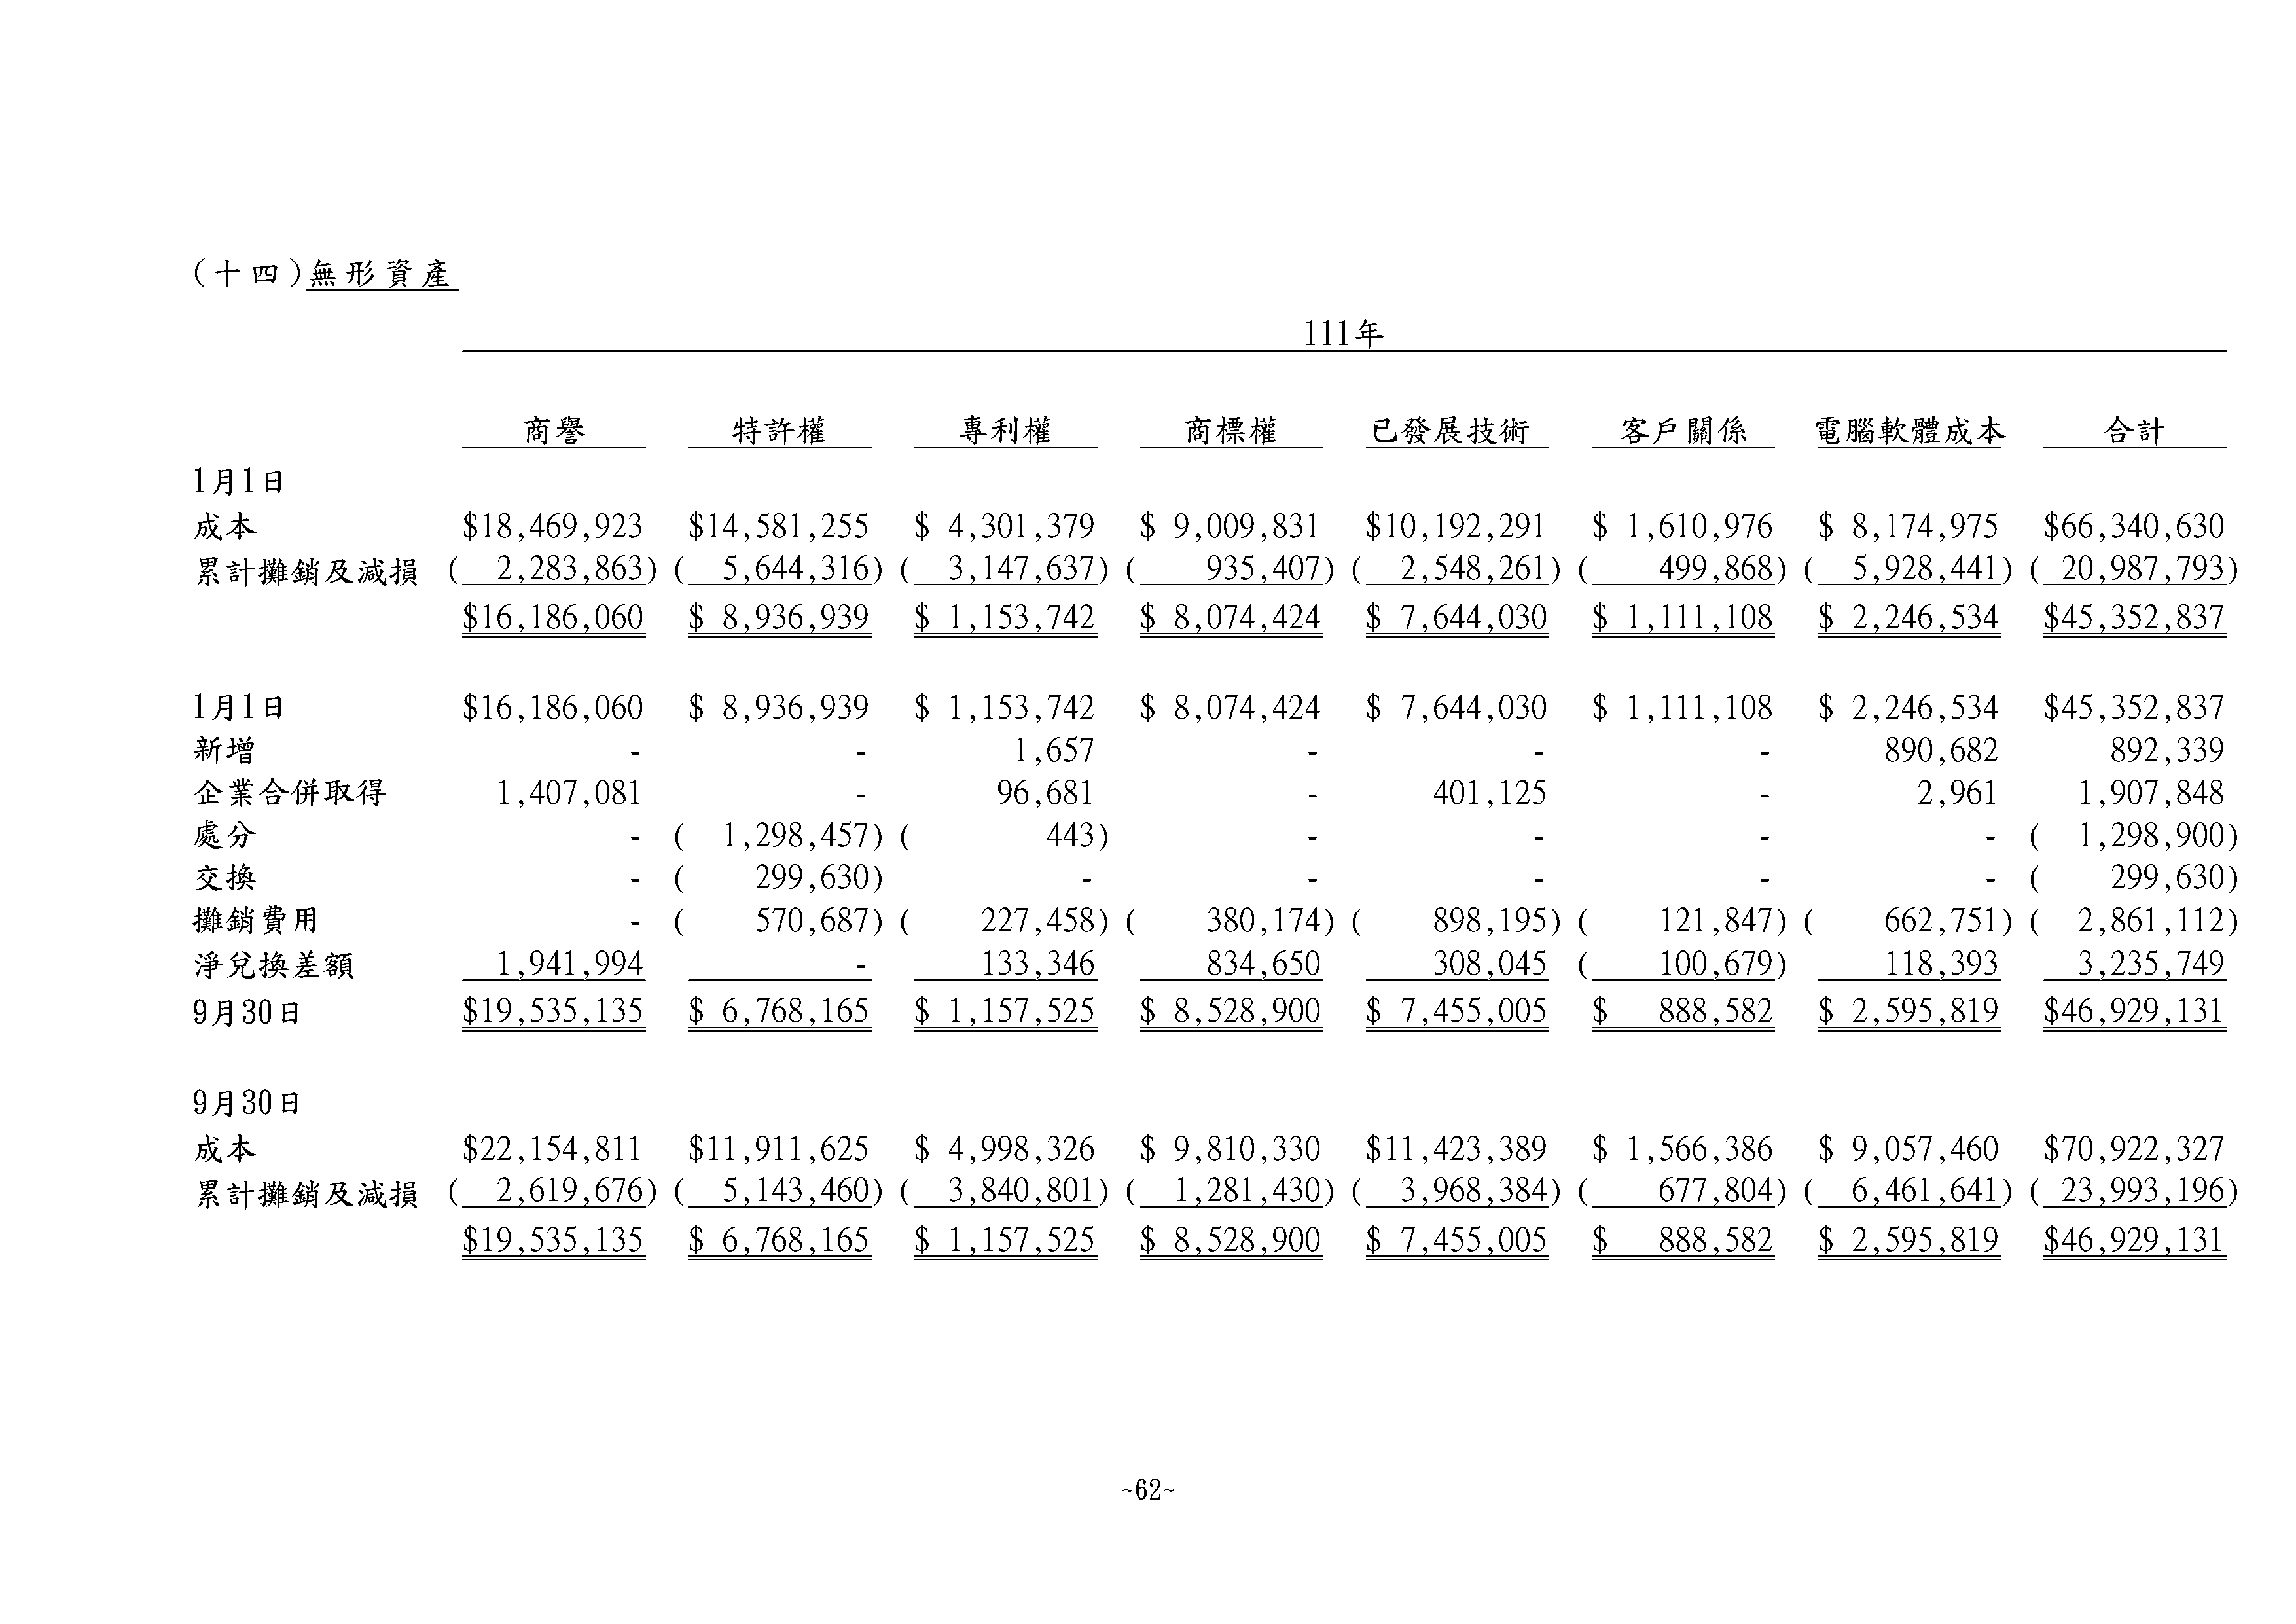 (十四)無形資產
111年
商譽 特許權 專利權 商標權 已發展技術 客戶關係 電腦軟體成本 合計
1月1日
成本 $18,469,923 $14,581,255 $ 4,301,379 $ 9,009,831 $10,192,291 $ 1,610,976 $ 8,174,975 $66,340,630
累計攤銷及減損 ( 2,283,863) ( 5,644,316) ( 3,147,637) ( 935,407) ( 2,548,261) ( 499,868) ( 5,928,441) ( 20,987,793)
$16,186,060 $ 8,936,939 $ 1,153,742 $ 8,074,424 $ 7,644,030 $ 1,111,108 $ 2,246,534 $45,352,837
1月1日 $16,186,060 $ 8,936,939 $ 1,153,742 $ 8,074,424 $ 7,644,030 $ 1,111,108 $ 2,246,534 $45,352,837
新增 - - 1,657 - - - 890,682 892,339
企業合併取得 1,407,081 - 96,681 - 401,125 - 2,961 1,907,848
處分 - ( 1,298,457) ( 443) - - - - ( 1,298,900)
交換 - ( 299,630) - - - - - ( 299,630)
攤銷費用 - ( 570,687) ( 227,458) ( 380,174) ( 898,195) ( 121,847) ( 662,751) ( 2,861,112)
淨兌換差額 1,941,994 - 133,346 834,650 308,045 ( 100,679) 118,393 3,235,749
9月30日 $19,535,135 $ 6,768,165 $ 1,157,525 $ 8,528,900 $ 7,455,005 $ 888,582 $ 2,595,819 $46,929,131
9月30日
成本 $22,154,811 $11,911,625 $ 4,998,326 $ 9,810,330 $11,423,389 $ 1,566,386 $ 9,057,460 $70,922,327
累計攤銷及減損 ( 2,619,676) ( 5,143,460) ( 3,840,801) ( 1,281,430) ( 3,968,384) ( 677,804) ( 6,461,641) ( 23,993,196)
$19,535,135 $ 6,768,165 $ 1,157,525 $ 8,528,900 $ 7,455,005 $ 888,582 $ 2,595,819 $46,929,131
~62~